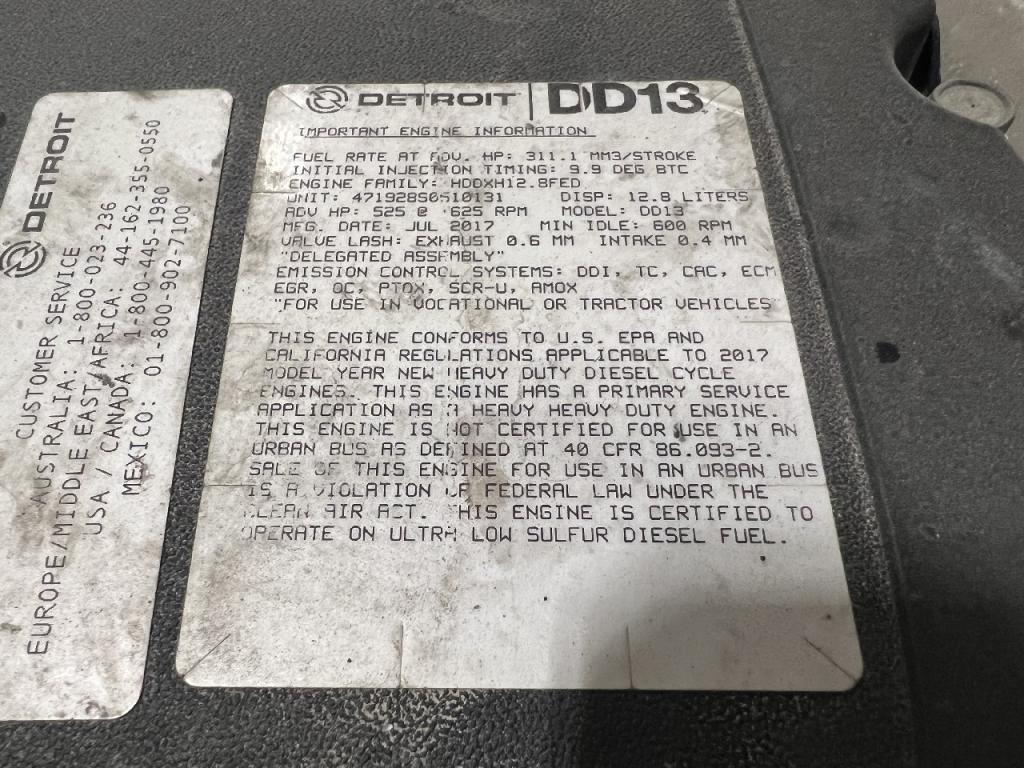 DETROIT
CUSTOMER SERVICE
AUSTRALIA: 1-800-023-236
EUROPE/MIDDLE EAST/AFRICA: 44-162-355-0550
USA / CANADA: 1-800-445-1980
MEXICO: 01-800-902-7100
DETROIT | DD13
IMPORTANT ENGINE INFORMATION
FUEL RATE AT ADV. HP: 311.1 MM3/STROKE
INITIAL INJECTION TIMING: 9.9 DEG BTC
ENGINE FAMILY: HDDXH12.8FED
UNIT: 471928S0510131 DISP: 12.8 LITERS
ADV HP: 525 @ 625 RPM MODEL: DD13
MFG. DATE: JUL 2017 MIN IDLE: 600 RPM
VALVE LASH: EXHAUST 0.6 MM INTAKE 0.4 MM
"DELEGATED ASSEMBLY"
EMISSION CONTROL SYSTEMS: DDI, TC, CAC, ECM
EGR, OC, PTOX, SCR-U, AMOX
"FOR USE IN VOCATIONAL OR TRACTOR VEHICLES"
THIS ENGINE CONFORMS TO U.S. EPA AND
CALIFORNIA REGULATIONS APPLICABLE TO 2017
MODEL YEAR NEW HEAVY DUTY DIESEL CYCLE
ENGINES. THIS ENGINE HAS A PRIMARY SERVICE
APPLICATION AS A HEAVY HEAVY DUTY ENGINE.
THIS ENGINE IS NOT CERTIFIED FOR USE IN AN
URBAN BUS AS DEFINED AT 40 CFR 86.093-2.
SALE OF THIS ENGINE FOR USE IN AN URBAN BUS
IS A VIOLATION OF FEDERAL LAW UNDER THE
CLEAN AIR ACT. THIS ENGINE IS CERTIFIED TO
OPERATE ON ULTRA LOW SULFUR DIESEL FUEL.